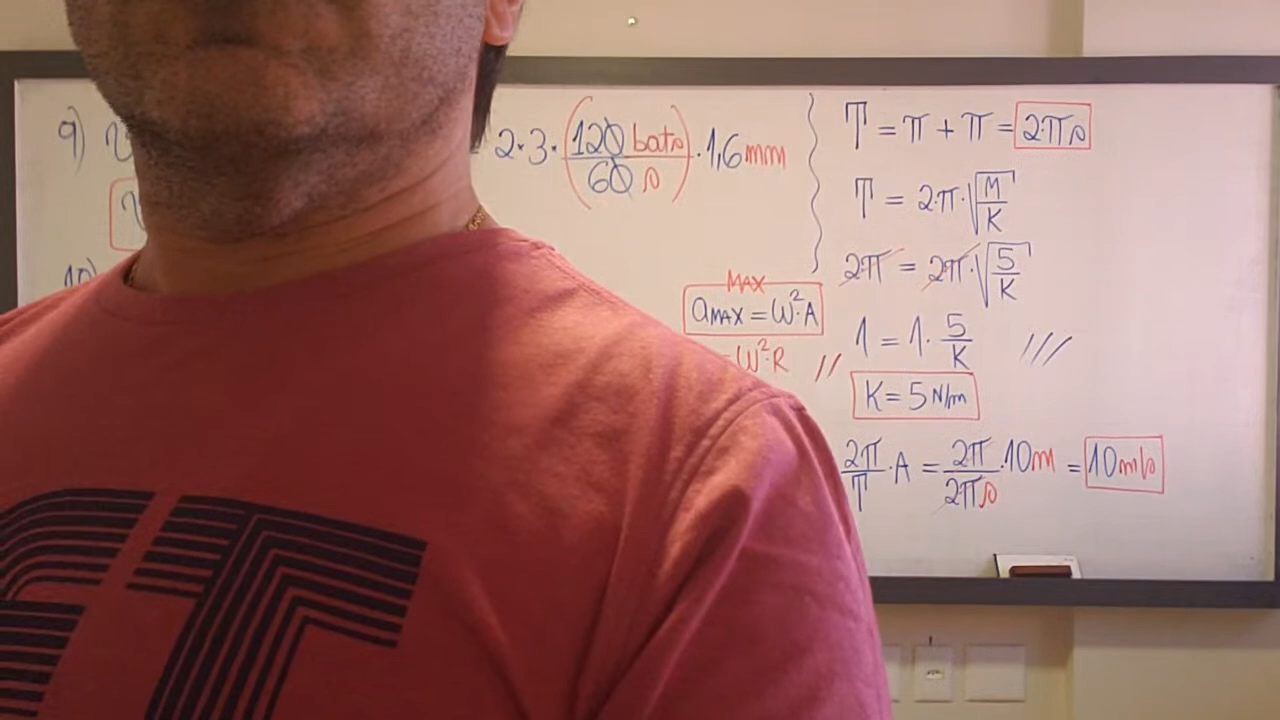 9)
2·3·(120 bat/s / 60 s)·1,6mm
10)
MAX
aMAX = ω²·A
= ω²·R //
T = π + π = 2πs
T = 2π·√(M/K)
2π = 2π·√(5/K)
1 = 1·5/K ///
K = 5 N/m
2π/T·A = 2π/2πs·10m = 10m/s